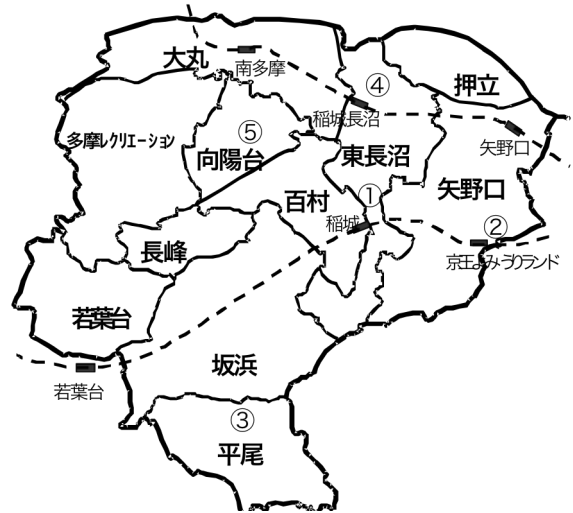 大丸
南多摩
④
押立
稲城長沼
多摩レクリエーション
⑤
向陽台
東長沼
矢野口
矢野口
①
百村
稲城
②
京王よみうりランド
長峰
若葉台
坂浜
若葉台
③
平尾